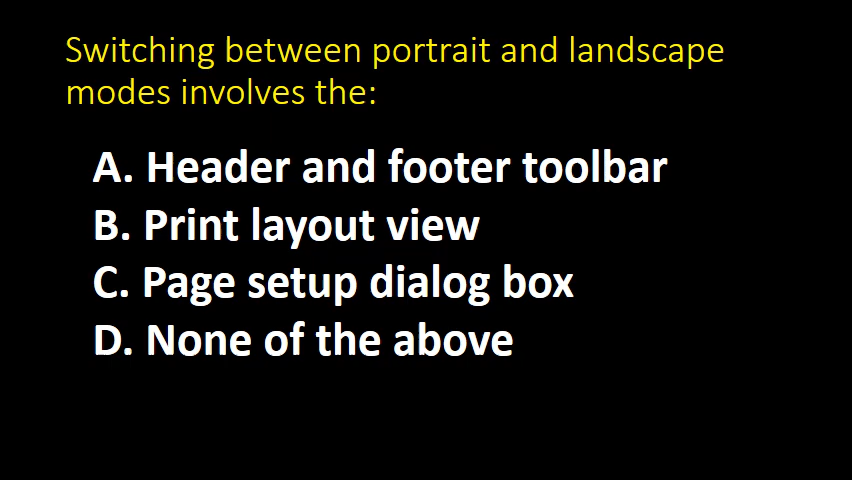 Switching between portrait and landscape
modes involves the:
A. Header and footer toolbar
B. Print layout view
C. Page setup dialog box
D. None of the above